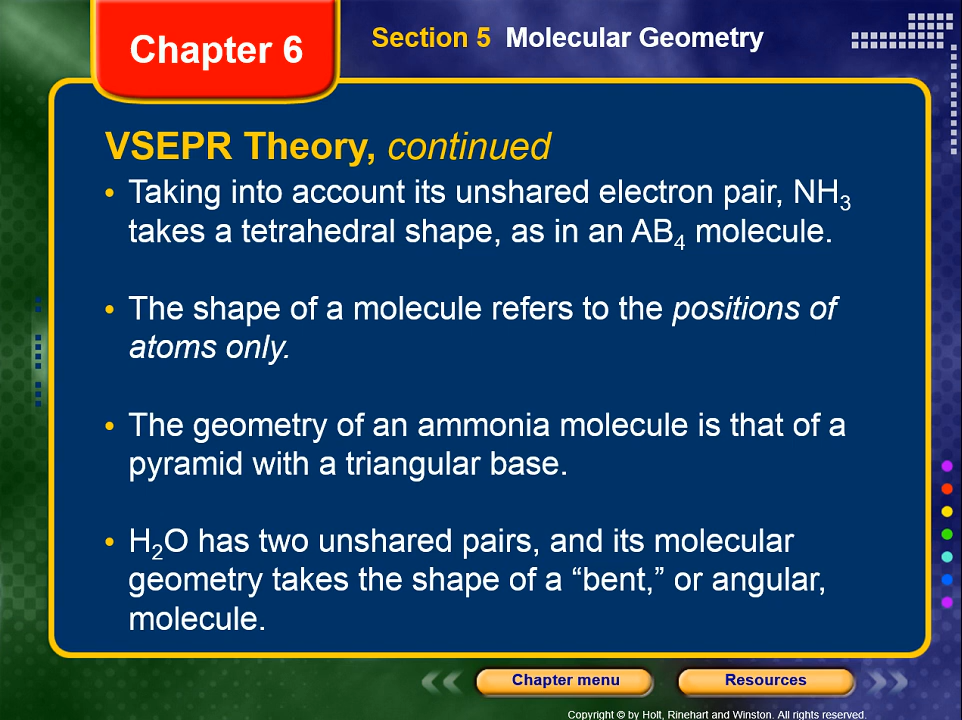 Chapter 6
Section 5 Molecular Geometry
VSEPR Theory, continued
• Taking into account its unshared electron pair, NH₃
takes a tetrahedral shape, as in an AB₄ molecule.
• The shape of a molecule refers to the positions of
atoms only.
• The geometry of an ammonia molecule is that of a
pyramid with a triangular base.
• H₂O has two unshared pairs, and its molecular
geometry takes the shape of a “bent,” or angular,
molecule.
Chapter menu
Resources
Copyright © by Holt, Rinehart and Winston. All rights reserved.